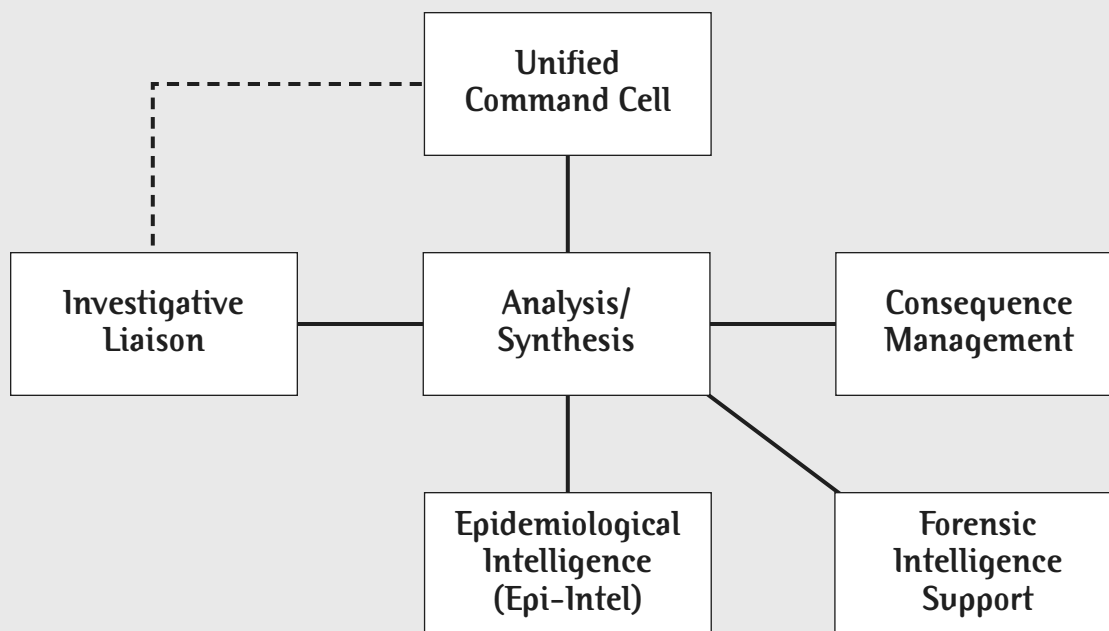 Unified
Command Cell
Investigative
Liaison
Analysis/
Synthesis
Consequence
Management
Epidemiological
Intelligence
(Epi-Intel)
Forensic
Intelligence
Support